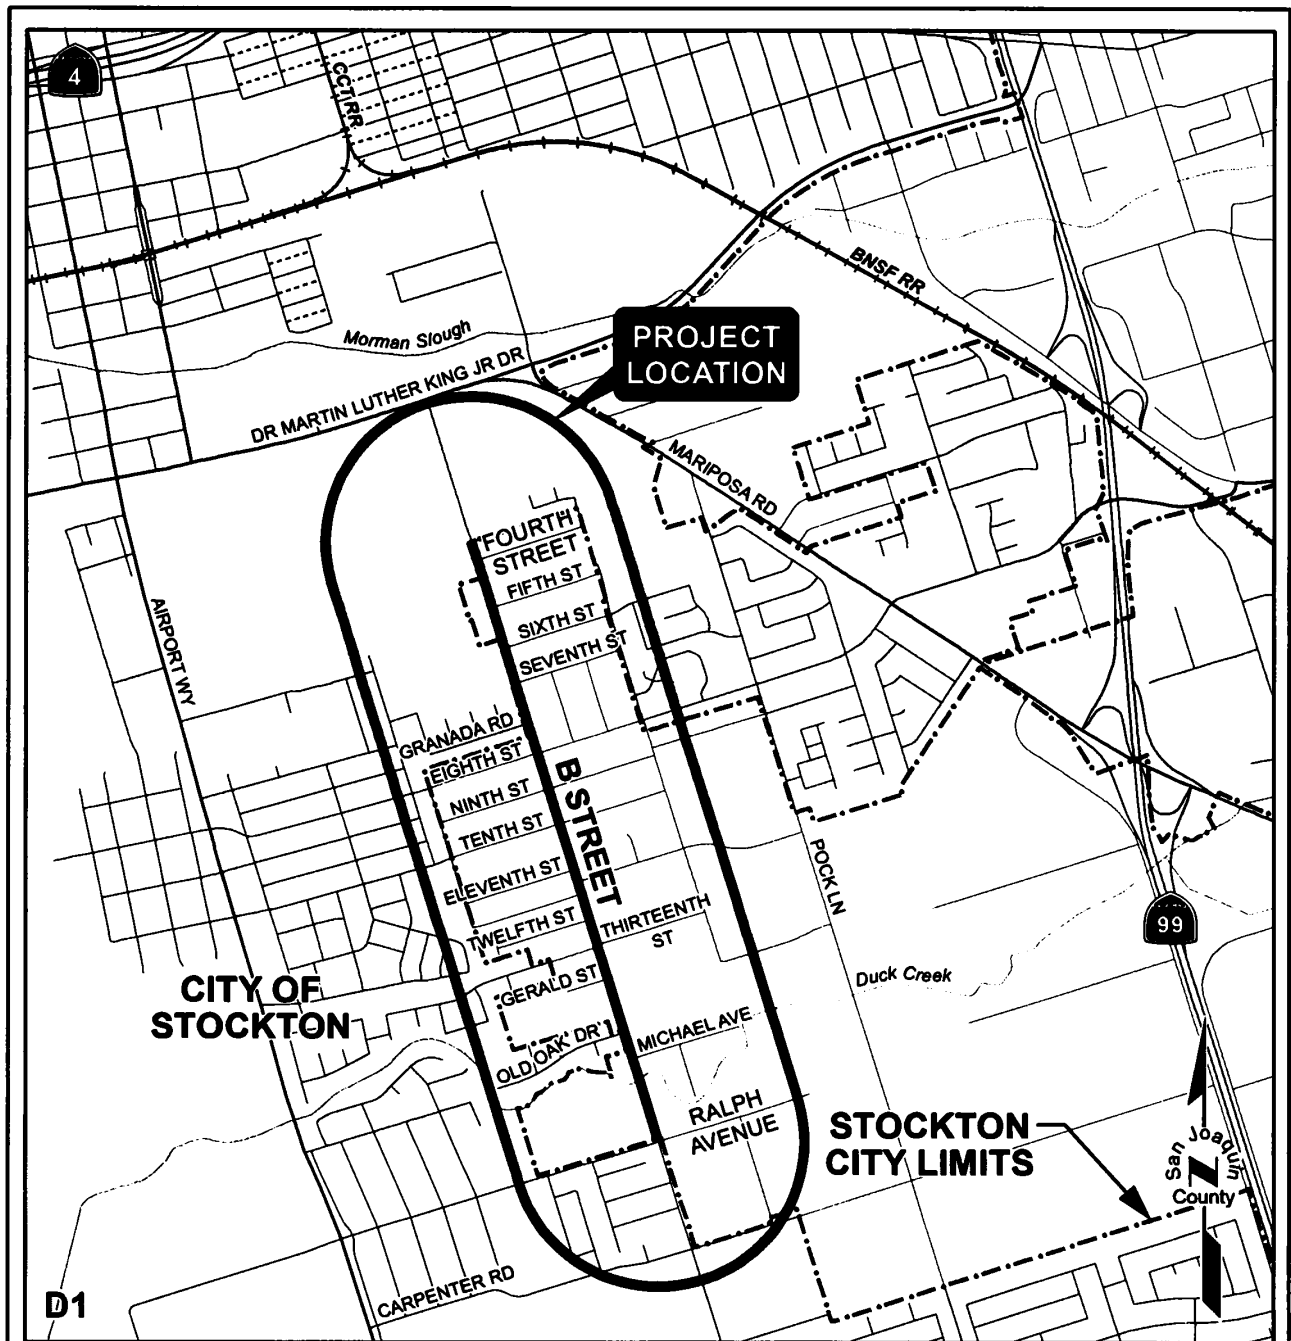 4
CCT RR
BNSF RR
Morman Slough
PROJECT
LOCATION
DR MARTIN LUTHER KING JR DR
MARIPOSA RD
FOURTH
STREET
FIFTH ST
SIXTH ST
SEVENTH ST
AIRPORT WY
GRANADA RD
EIGHTH ST
NINTH ST
TENTH ST
ELEVENTH ST
TWELFTH ST
B STREET
POCK LN
THIRTEENTH
ST
99
CITY OF
STOCKTON
GERALD ST
Duck Creek
OLD OAK DR
MICHAEL AVE
RALPH
AVENUE
STOCKTON
CITY LIMITS
San Joaquin
N
County
CARPENTER RD
D1